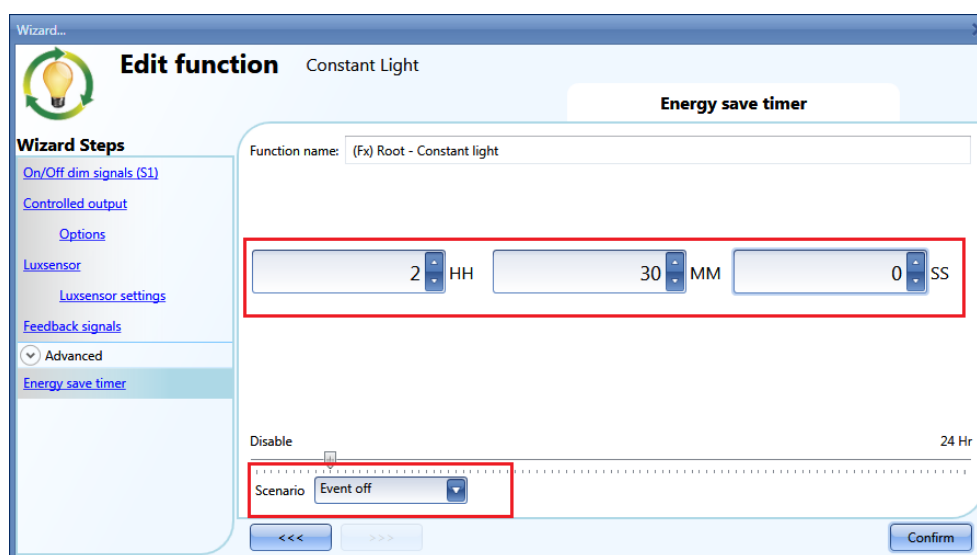 Wizard...
Edit function Constant Light
Energy save timer
Wizard Steps
On/Off dim signals (S1)
Controlled output
Options
Luxsensor
Luxsensor settings
Feedback signals
Advanced
Energy save timer
Function name: (Fx) Root - Constant light
2 HH 30 MM 0 SS
Disable 24 Hr
Scenario Event off
<<< >>> Confirm